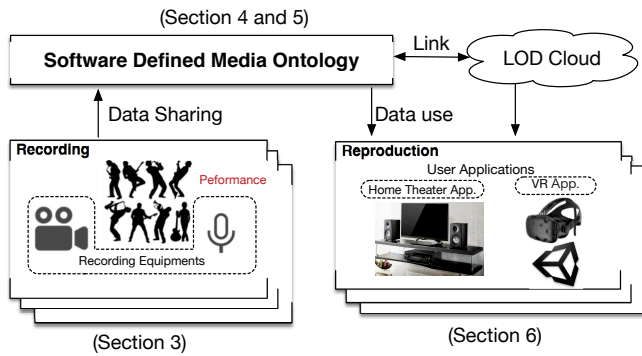 (Section 4 and 5)
Software Defined Media Ontology
Link
LOD Cloud
Data Sharing
Data use
Recording
Peformance
Recording Equipments
(Section 3)
Reproduction
User Applications
Home Theater App.
VR App.
(Section 6)